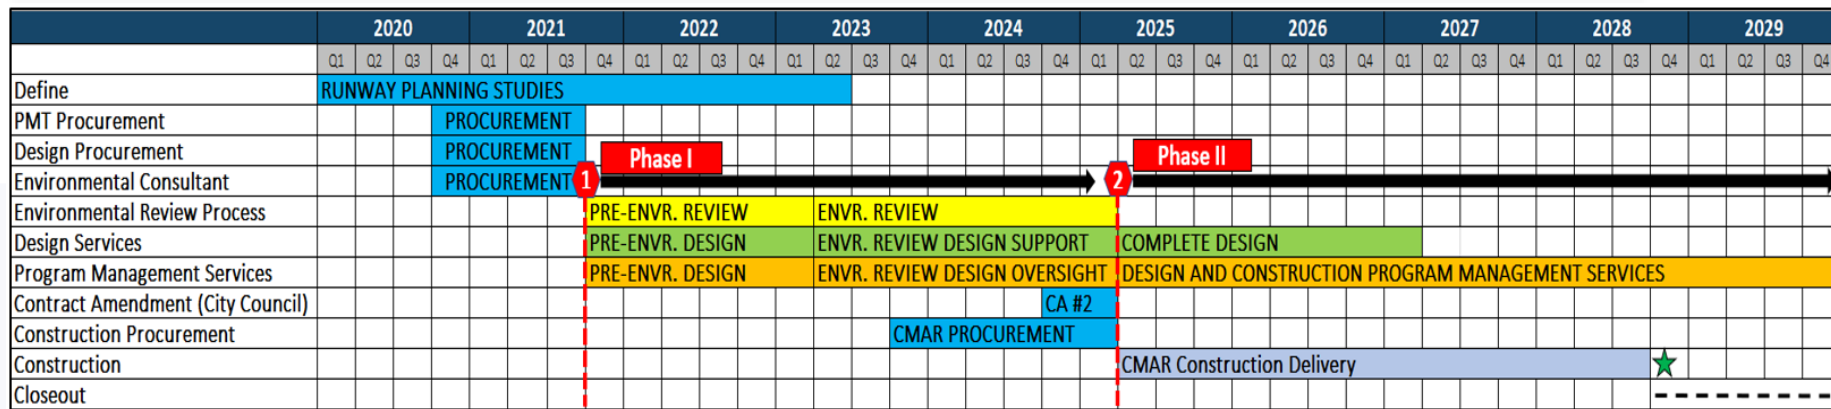 2020 2021 2022 2023 2024 2025 2026 2027 2028 2029
Q1 Q2 Q3 Q4 Q1 Q2 Q3 Q4 Q1 Q2 Q3 Q4 Q1 Q2 Q3 Q4 Q1 Q2 Q3 Q4 Q1 Q2 Q3 Q4 Q1 Q2 Q3 Q4 Q1 Q2 Q3 Q4 Q1 Q2 Q3 Q4 Q1 Q2 Q3 Q4
Define RUNWAY PLANNING STUDIES
PMT Procurement PROCUREMENT
Design Procurement PROCUREMENT Phase I Phase II
Environmental Consultant PROCUREMENT 1 2
Environmental Review Process PRE-ENVR. REVIEW ENVR. REVIEW
Design Services PRE-ENVR. DESIGN ENVR. REVIEW DESIGN SUPPORT COMPLETE DESIGN
Program Management Services PRE-ENVR. DESIGN ENVR. REVIEW DESIGN OVERSIGHT DESIGN AND CONSTRUCTION PROGRAM MANAGEMENT SERVICES
Contract Amendment (City Council) CA #2
Construction Procurement CMAR PROCUREMENT
Construction CMAR Construction Delivery
Closeout